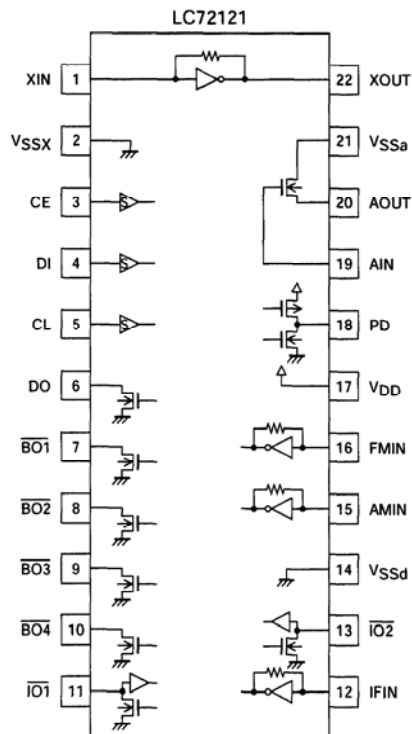 LC72121
XIN 1 22 XOUT
VSSX 2 21 VSSa
CE 3 S 20 AOUT
DI 4 S 19 AIN
CL 5 S 18 PD
DO 6 17 VDD
BO1 7 16 FMIN
BO2 8 15 AMIN
BO3 9 14 VSSd
BO4 10 13 IO2
IO1 11 12 IFIN